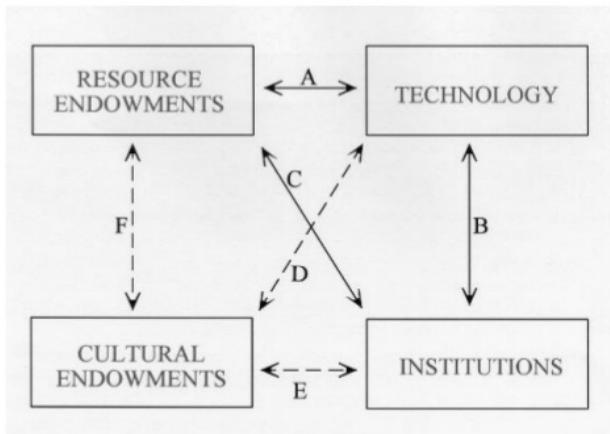 RESOURCE
ENDOWMENTS
A
TECHNOLOGY
C
F
B
D
CULTURAL
ENDOWMENTS
E
INSTITUTIONS